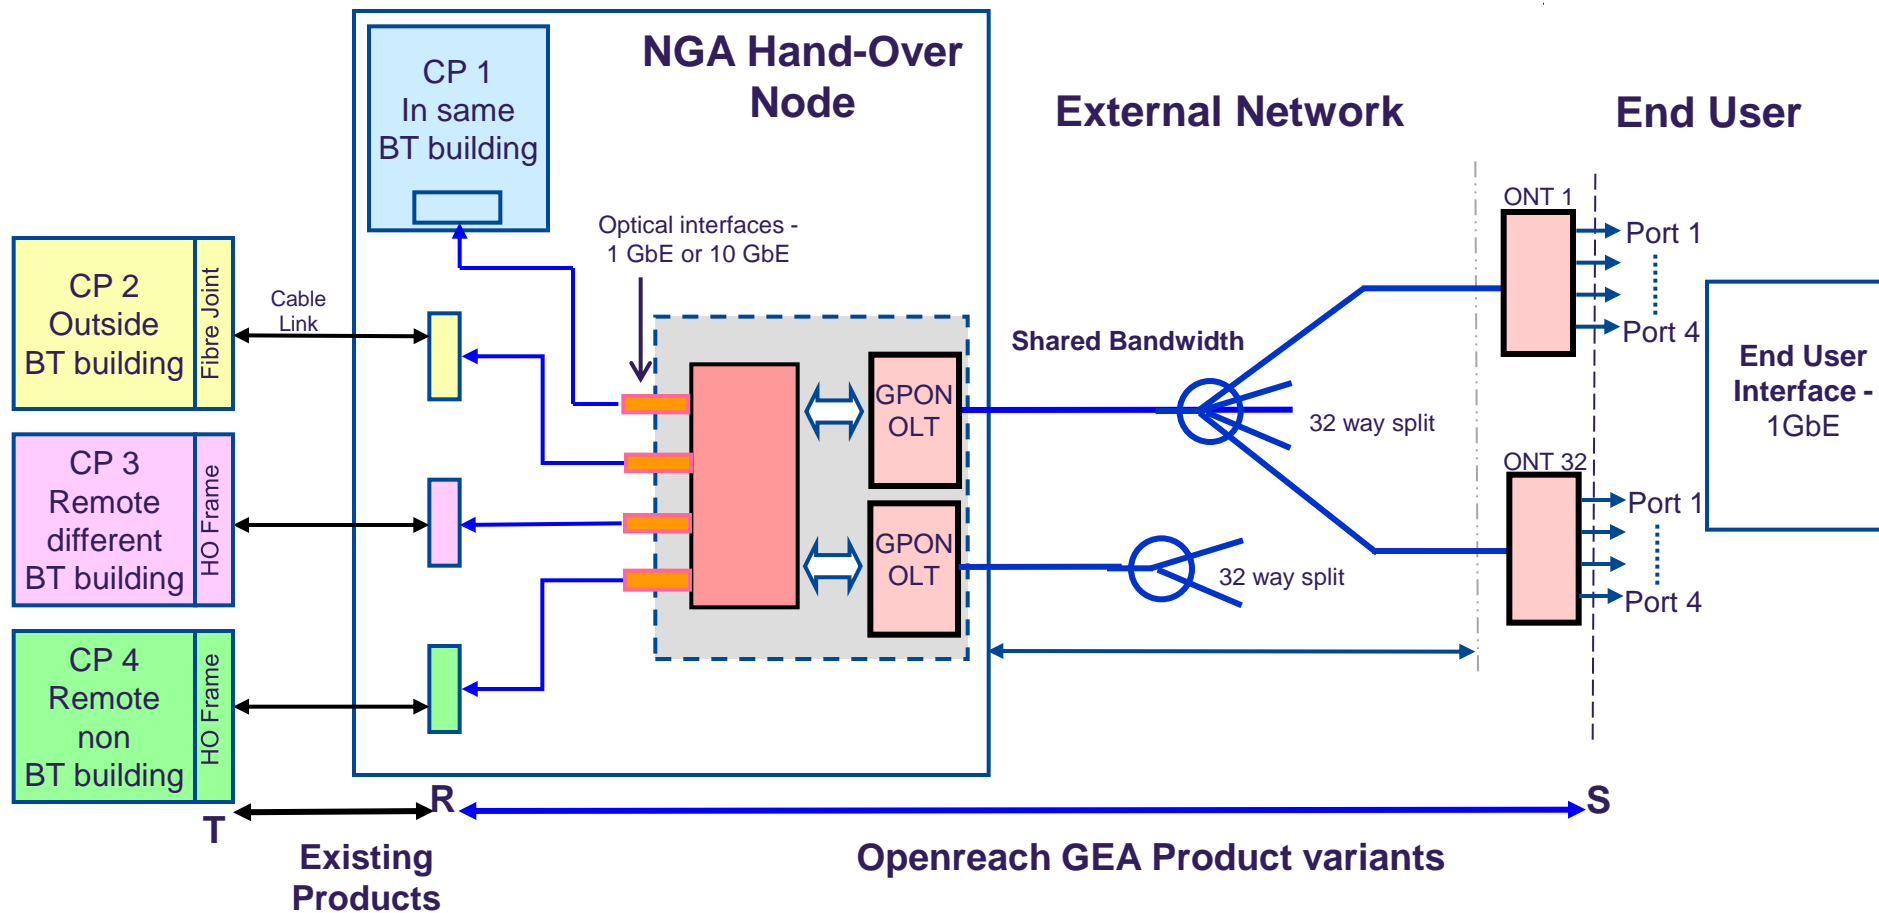 NGA Hand-Over
Node
External Network
End User
CP 1
In same
BT building
Optical interfaces -
1 GbE or 10 GbE
CP 2
Outside
BT building
Fibre Joint
Cable
Link
CP 3
Remote
different
BT building
HO Frame
CP 4
Remote
non
BT building
HO Frame
GPON
OLT
GPON
OLT
Shared Bandwidth
32 way split
32 way split
ONT 1
Port 1
Port 4
ONT 32
Port 1
Port 4
End User
Interface -
1GbE
T
R
S
Existing
Products
Openreach GEA Product variants